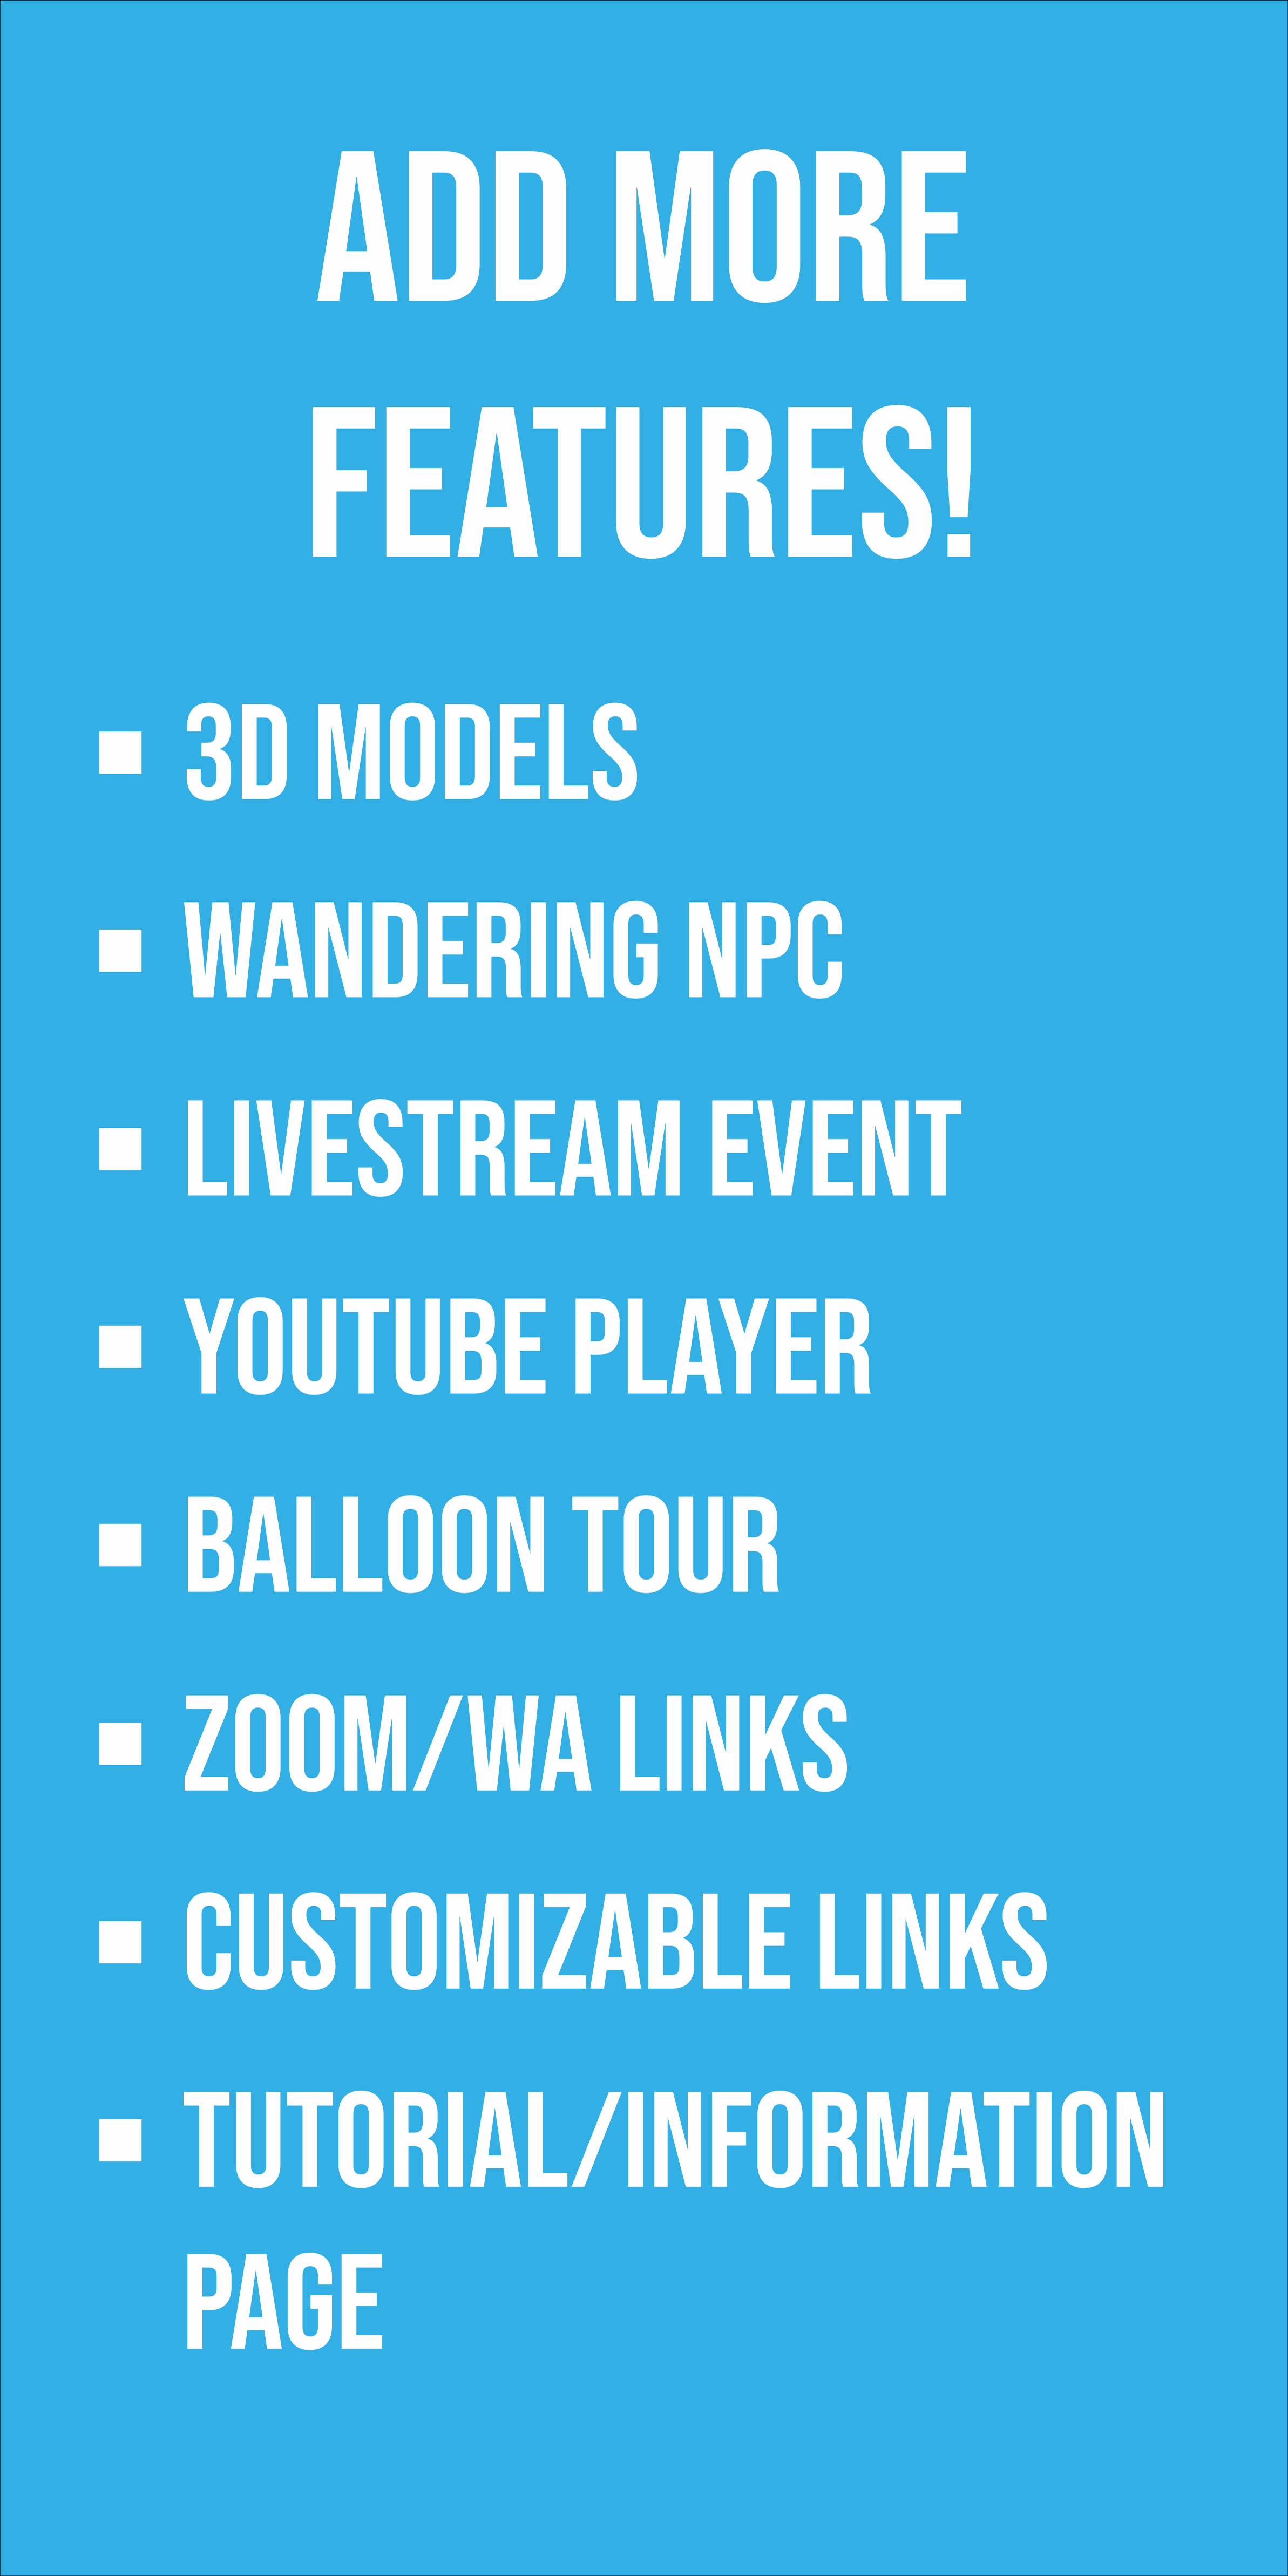 ADD MORE
FEATURES!
▪ 3D MODELS
▪ WANDERING NPC
▪ LIVESTREAM EVENT
▪ YOUTUBE PLAYER
▪ BALLOON TOUR
▪ ZOOM/WA LINKS
▪ CUSTOMIZABLE LINKS
▪ TUTORIAL/INFORMATION
PAGE